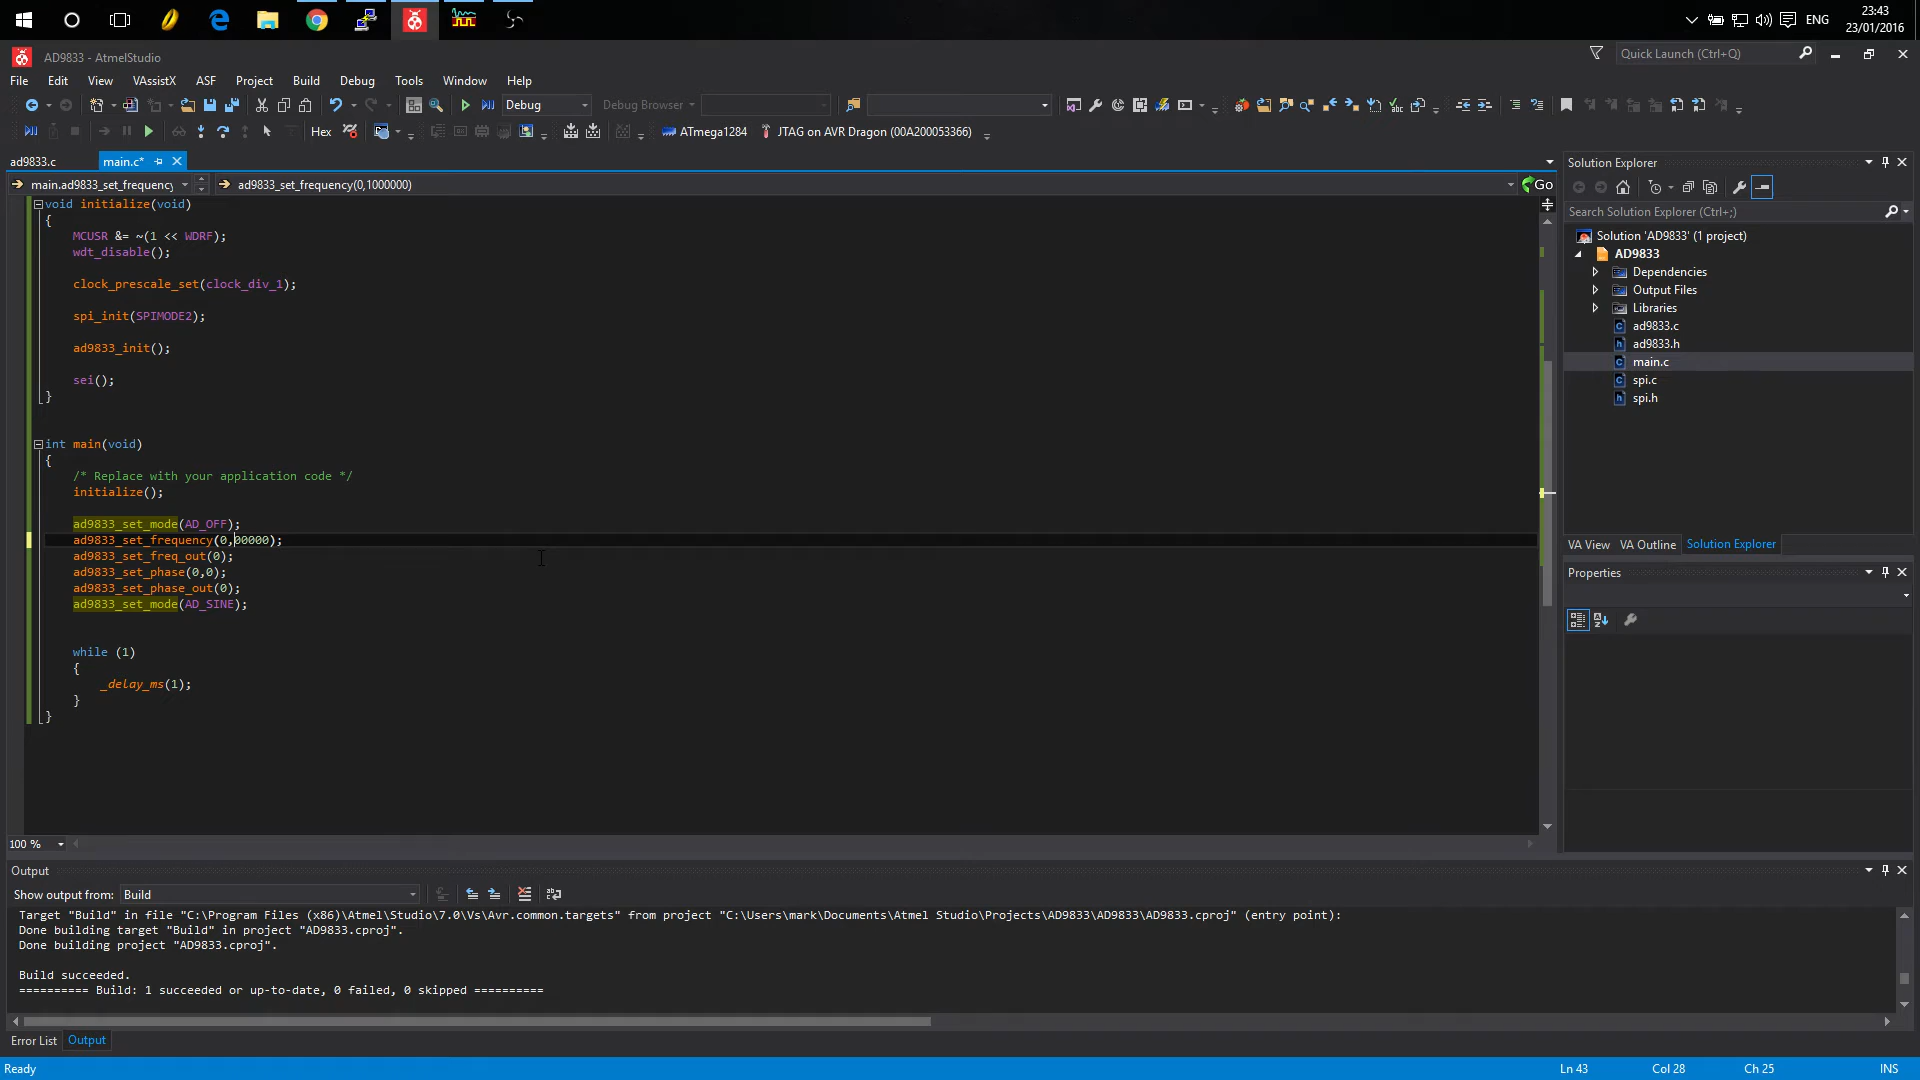 23:43
ENG
23/01/2016
AD9833 - AtmelStudio
Quick Launch (Ctrl+Q)
File Edit View VAssistX ASF Project Build Debug Tools Window Help
Debug Debug Browser
Hex ATmega1284 JTAG on AVR Dragon (00A200053366)
ad9833.c main.c*
main.ad9833_set_frequency ad9833_set_frequency(0,1000000) Go
void initialize(void)
{
MCUSR &= ~(1 << WDRF);
wdt_disable();
clock_prescale_set(clock_div_1);
spi_init(SPIMODE2);
ad9833_init();
sei();
}
int main(void)
{
/* Replace with your application code */
initialize();
ad9833_set_mode(AD_OFF);
ad9833_set_frequency(0,00000);
ad9833_set_freq_out(0);
ad9833_set_phase(0,0);
ad9833_set_phase_out(0);
ad9833_set_mode(AD_SINE);
while (1)
{
_delay_ms(1);
}
}
100 %
Solution Explorer
Search Solution Explorer (Ctrl+;)
Solution 'AD9833' (1 project)
AD9833
Dependencies
Output Files
Libraries
ad9833.c
ad9833.h
main.c
spi.c
spi.h
VA View VA Outline Solution Explorer
Properties
Output
Show output from: Build
Target "Build" in file "C:\Program Files (x86)\Atmel\Studio\7.0\Vs\Avr.common.targets" from project "C:\Users\mark\Documents\Atmel Studio\Projects\AD9833\AD9833\AD9833.cproj" (entry point):
Done building target "Build" in project "AD9833.cproj".
Done building project "AD9833.cproj".
Build succeeded.
========== Build: 1 succeeded or up-to-date, 0 failed, 0 skipped ==========
Error List Output
Ready Ln 43 Col 28 Ch 25 INS